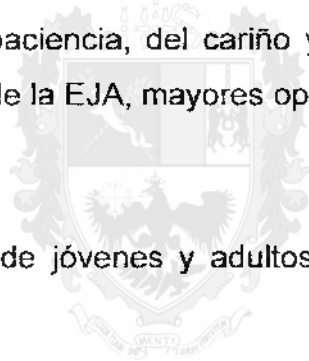 paciencia, del cariño y
de la EJA, mayores op
de jóvenes y adultos